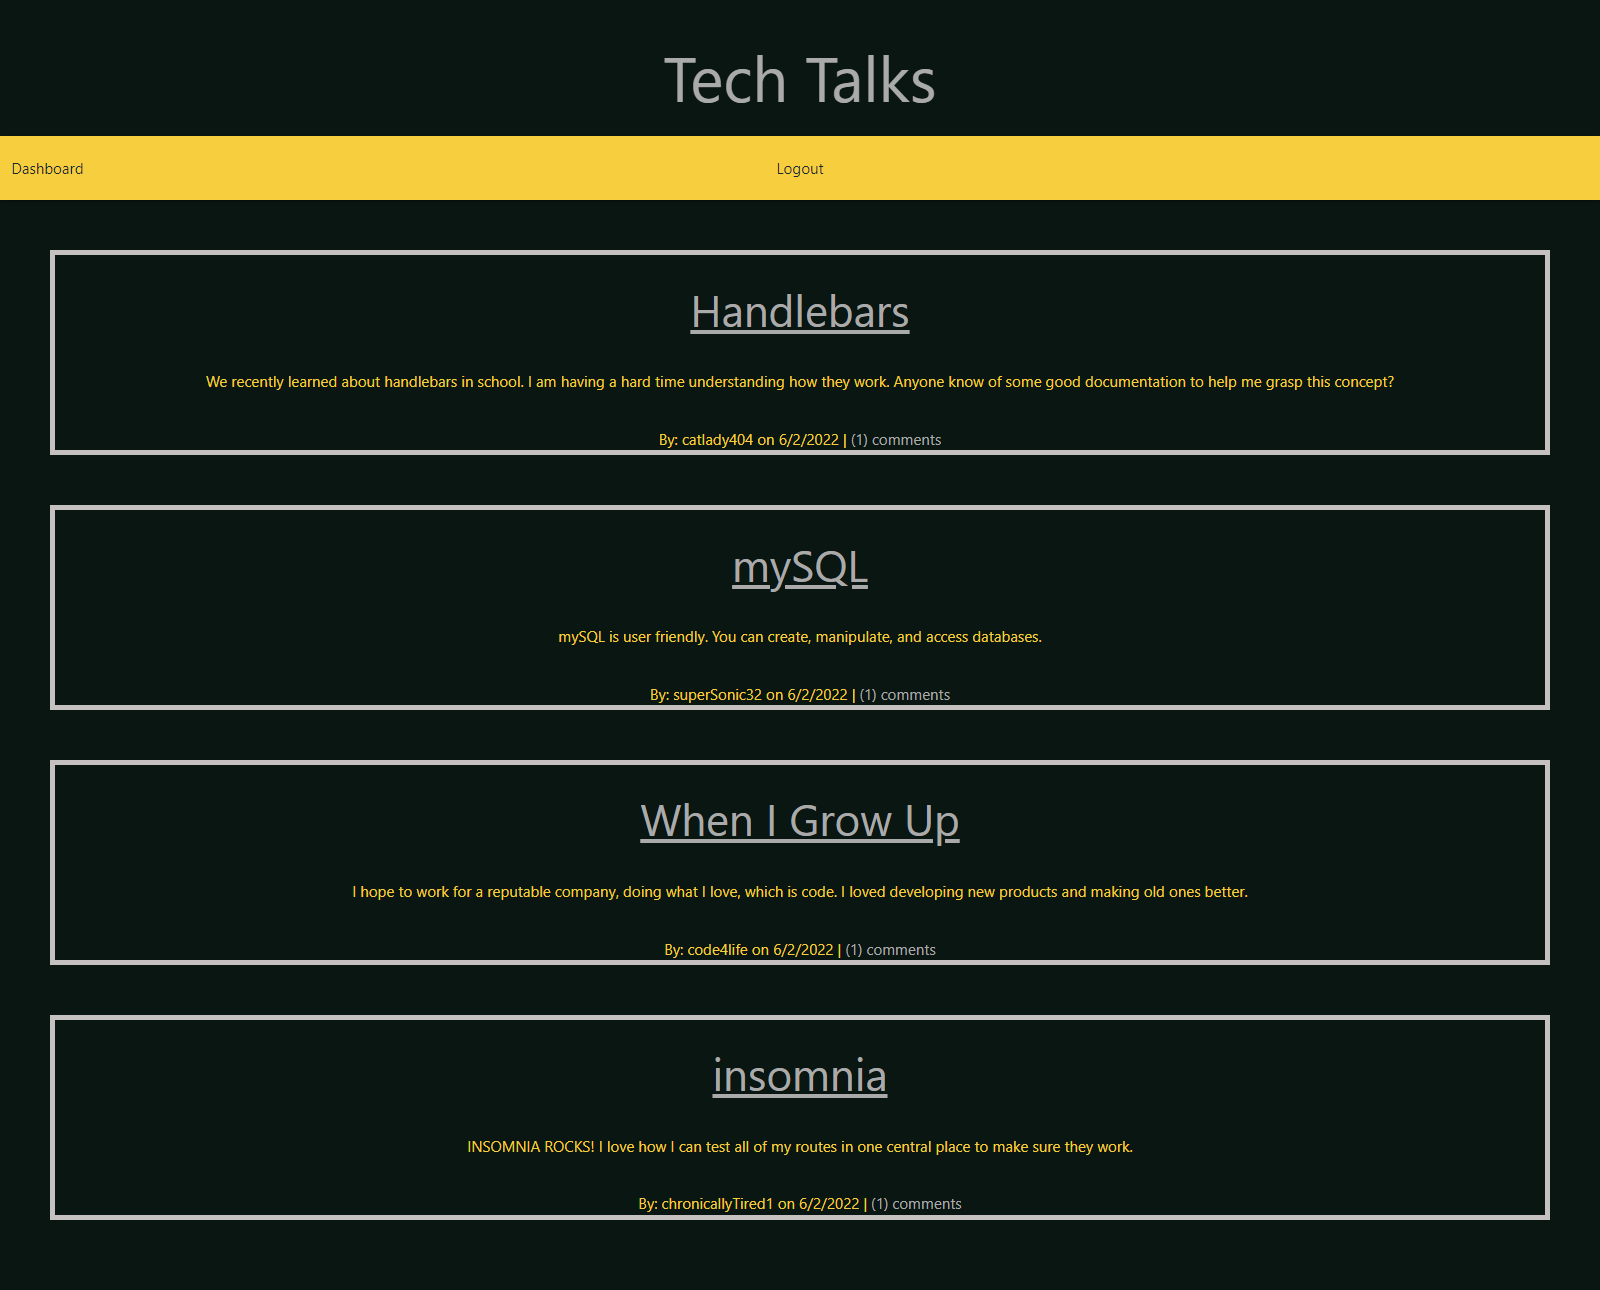 Tech Talks
Dashboard
Logout
Handlebars
We recently learned about handlebars in school. I am having a hard time understanding how they work. Anyone know of some good documentation to help me grasp this concept?
By: catlady404 on 6/2/2022 | (1) comments
mySQL
mySQL is user friendly. You can create, manipulate, and access databases.
By: superSonic32 on 6/2/2022 | (1) comments
When I Grow Up
I hope to work for a reputable company, doing what I love, which is code. I loved developing new products and making old ones better.
By: code4life on 6/2/2022 | (1) comments
insomnia
INSOMNIA ROCKS! I love how I can test all of my routes in one central place to make sure they work.
By: chronicallyTired1 on 6/2/2022 | (1) comments